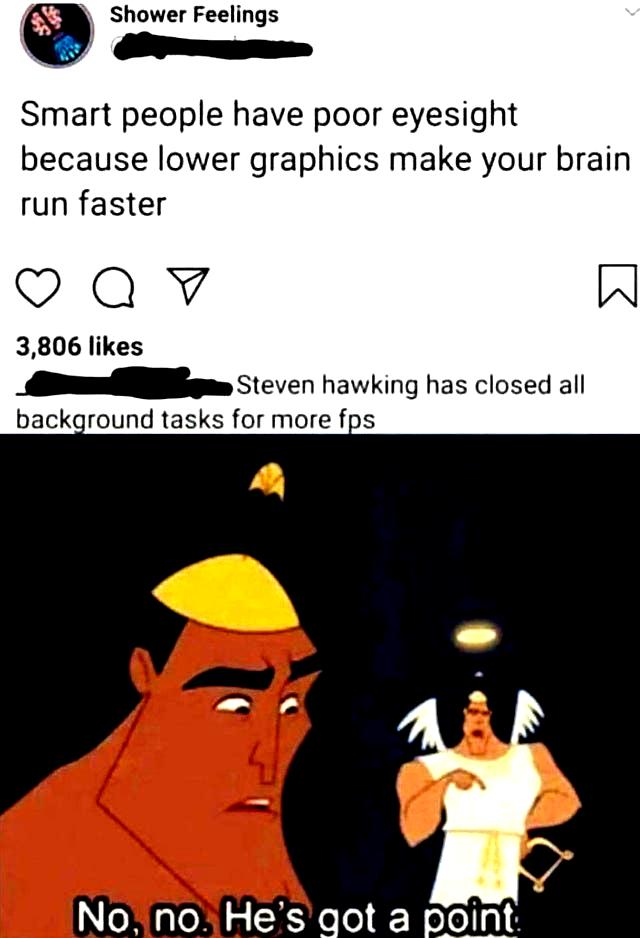 Shower Feelings
Smart people have poor eyesight
because lower graphics make your brain
run faster
3,806 likes
Steven hawking has closed all
background tasks for more fps
No, no. He's got a point.